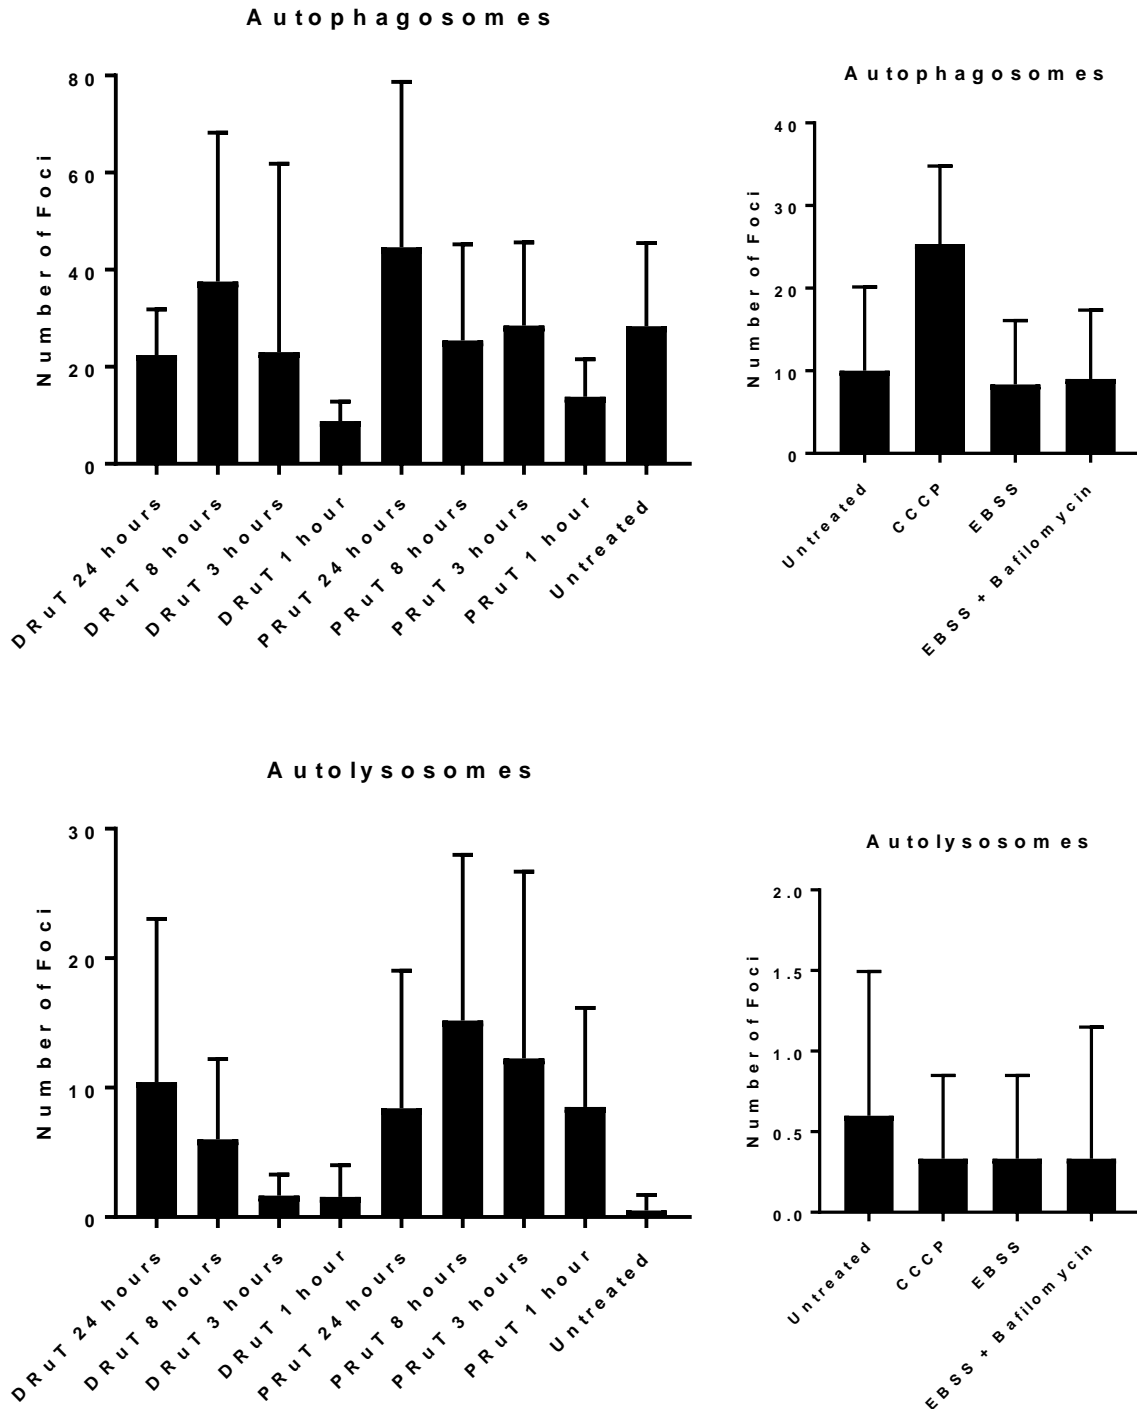 Autophagosomes
80
60
40
20
0
Number of Foci
DRuT 24 hours
DRuT 8 hours
DRuT 3 hours
DRuT 1 hour
PRuT 24 hours
PRuT 8 hours
PRuT 3 hours
PRuT 1 hour
Untreated
Autophagosomes
40
30
20
10
0
Number of Foci
Untreated
CCCP
EBSS
EBSS + Bafilomycin
Autolysosomes
30
20
10
0
Number of Foci
DRuT 24 hours
DRuT 8 hours
DRuT 3 hours
DRuT 1 hour
PRuT 24 hours
PRuT 8 hours
PRuT 3 hours
PRuT 1 hour
Untreated
Autolysosomes
2.0
1.5
1.0
0.5
0.0
Number of Foci
Untreated
CCCP
EBSS
EBSS + Bafilomycin